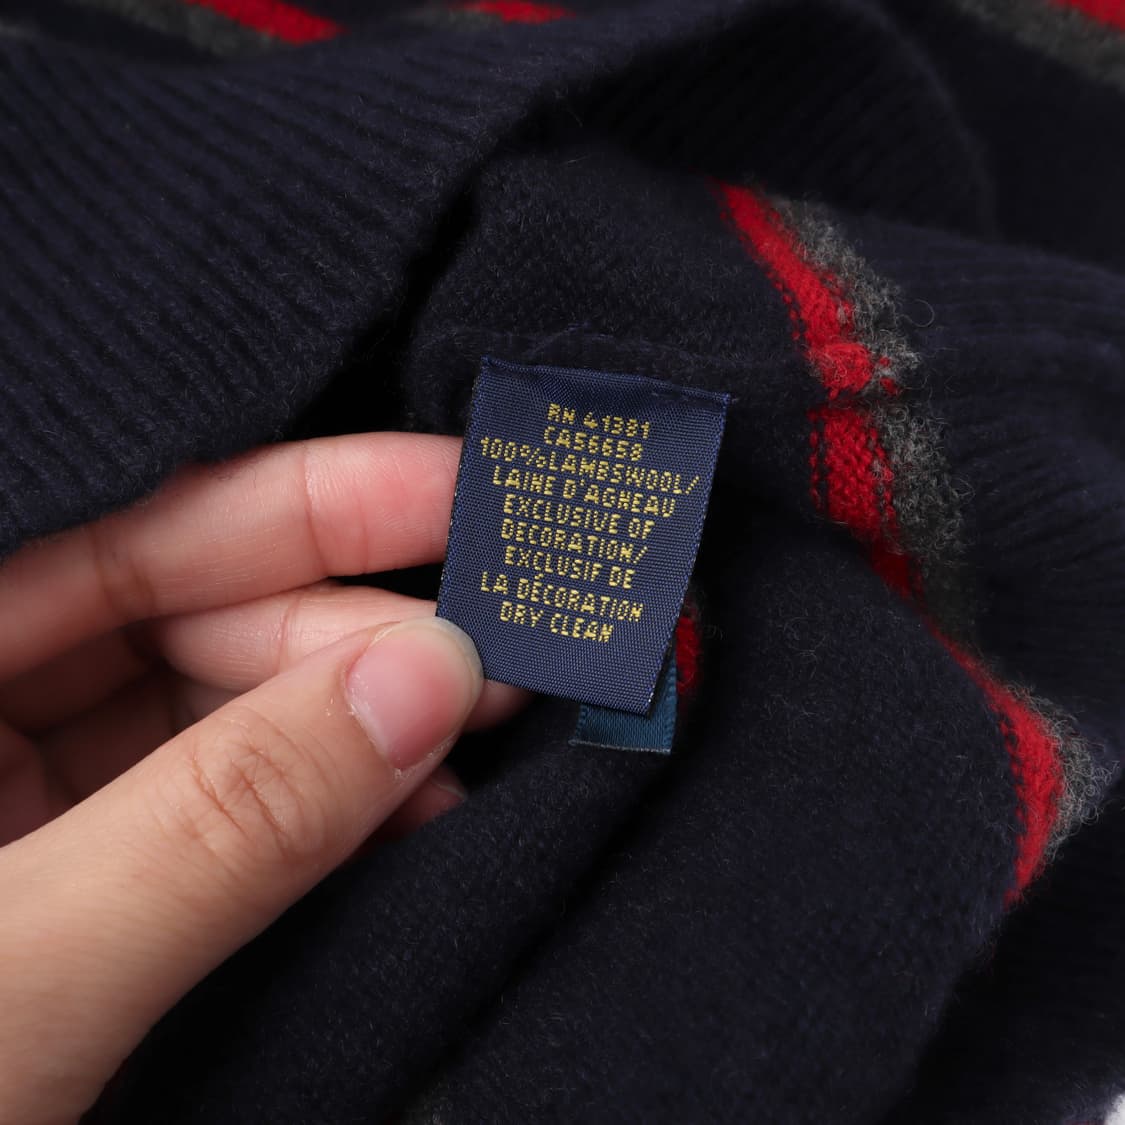 RN 41381
CA56658
100%LAMBSWOOL/
LAINE D'AGNEAU
EXCLUSIVE OF
DECORATION/
EXCLUSIF DE
LA DÉCORATION
DRY CLEAN